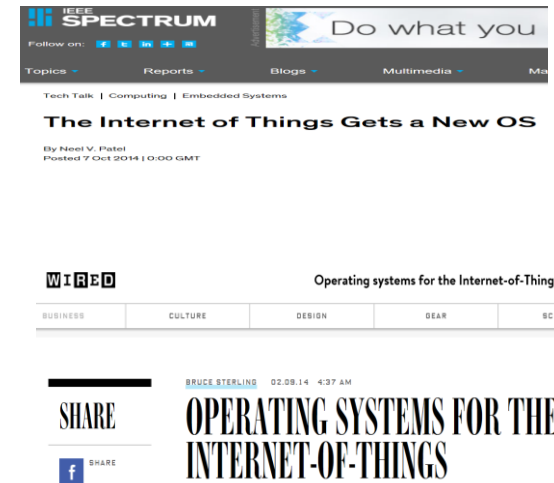 IEEE
SPECTRUM
Follow on:
Advertisement
Do what you
Topics Reports Blogs Multimedia Ma
Tech Talk | Computing | Embedded Systems
The Internet of Things Gets a New OS
By Neel V. Patel
Posted 7 Oct 2014 | 0:00 GMT
WIRED
Operating systems for the Internet-of-Thing
BUSINESS CULTURE DESIGN GEAR SC
BRUCE STERLING 02.09.14 4:37 AM
SHARE
OPERATING SYSTEMS FOR THE
INTERNET-OF-THINGS
f SHARE